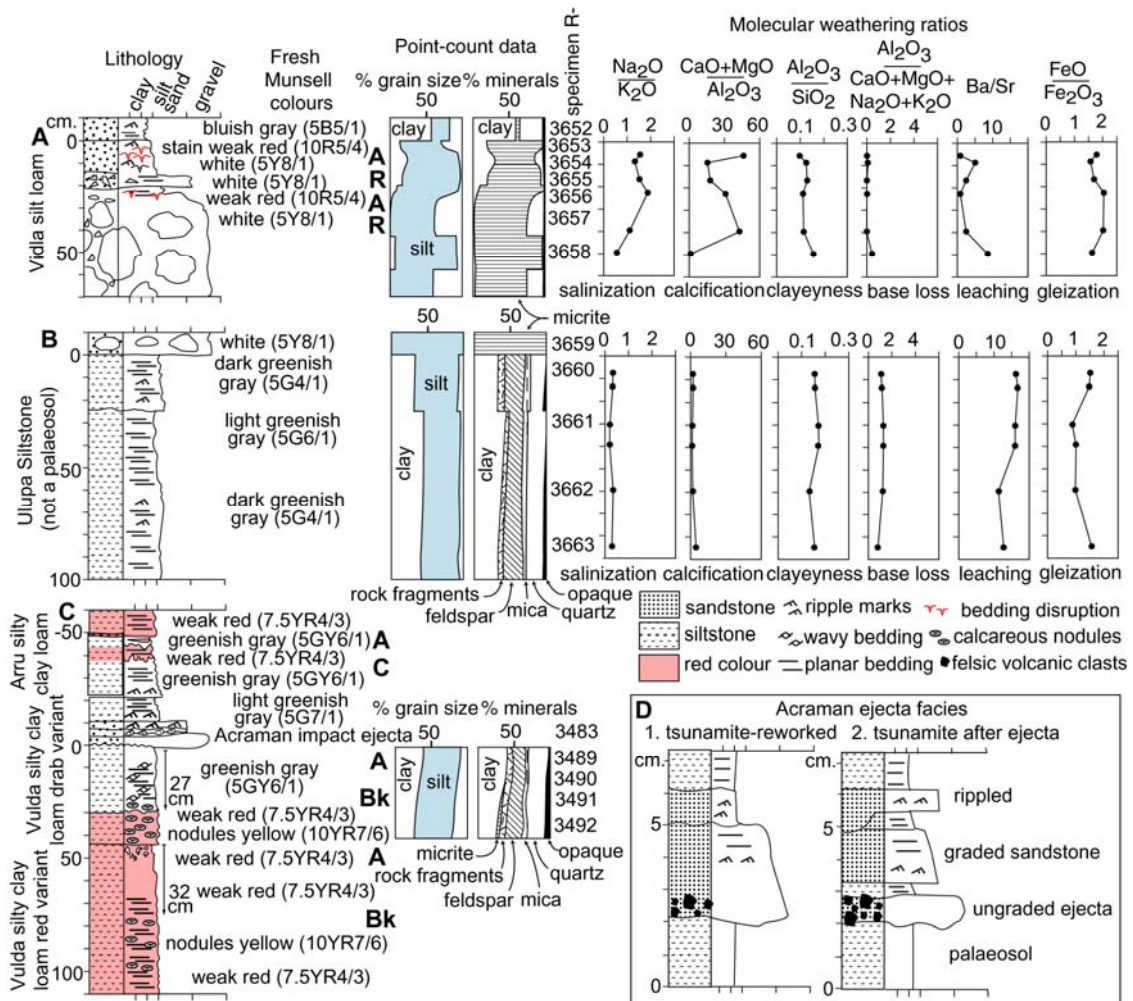 Molecular weathering ratios
Lithology
clay
silt
sand
gravel
Fresh
Munsell
colours
Point-count data
% grain size % minerals
50 50
specimen R-
Na2O
K2O
0 1 2
CaO+MgO
Al2O3
0 30 60
Al2O3
SiO2
0 0.1 0.3
Al2O3
CaO+MgO+
Na2O+K2O
0 2 4
Ba/Sr
0 10 20
FeO
Fe2O3
0 1 2
A
cm.
0
50
Vidla silt loam
bluish gray (5B5/1)
stain weak red (10R5/4)
white (5Y8/1)
white (5Y8/1)
weak red (10R5/4)
white (5Y8/1)
A
R
A
R
clay
silt
clay
3652
3653
3654
3655
3656
3657
3658
salinization
calcification
clayeyness
base loss
leaching
gleization
micrite
50 50
B
0
50
100
Ulupa Siltstone
(not a palaeosol)
white (5Y8/1)
dark greenish
gray (5G4/1)
light greenish
gray (5G6/1)
dark greenish
gray (5G4/1)
clay
silt
clay
3659
3660
3661
3662
3663
0 1 2
0 30 60
0 0.1 0.3
0 2 4
0 10 20
0 1 2
salinization
calcification
clayeyness
base loss
leaching
gleization
rock fragments
feldspar
mica
quartz
opaque
sandstone
ripple marks
bedding disruption
siltstone
wavy bedding
calcareous nodules
red colour
planar bedding
felsic volcanic clasts
C
-50
0
50
100
Arru silty
clay loam
Vulda silty clay
loam drab variant
Vulda silty clay
loam red variant
weak red (7.5YR4/3)
greenish gray (5GY6/1)
weak red (7.5YR4/3)
greenish gray (5GY6/1)
light greenish
gray (5G7/1)
Acraman impact ejecta
greenish gray
(5GY6/1)
27
cm
weak red (7.5YR4/3)
nodules yellow (10YR7/6)
weak red (7.5YR4/3)
32
cm
weak red (7.5YR4/3)
nodules yellow (10YR7/6)
weak red (7.5YR4/3)
A
C
A
Bk
A
Bk
% grain size % minerals
50 50
clay
silt
clay
3483
3489
3490
3491
3492
micrite
rock fragments
feldspar
mica
quartz
opaque
D
Acraman ejecta facies
1. tsunamite-reworked
2. tsunamite after ejecta
cm.
5
0
cm.
5
0
rippled
graded sandstone
ungraded ejecta
palaeosol